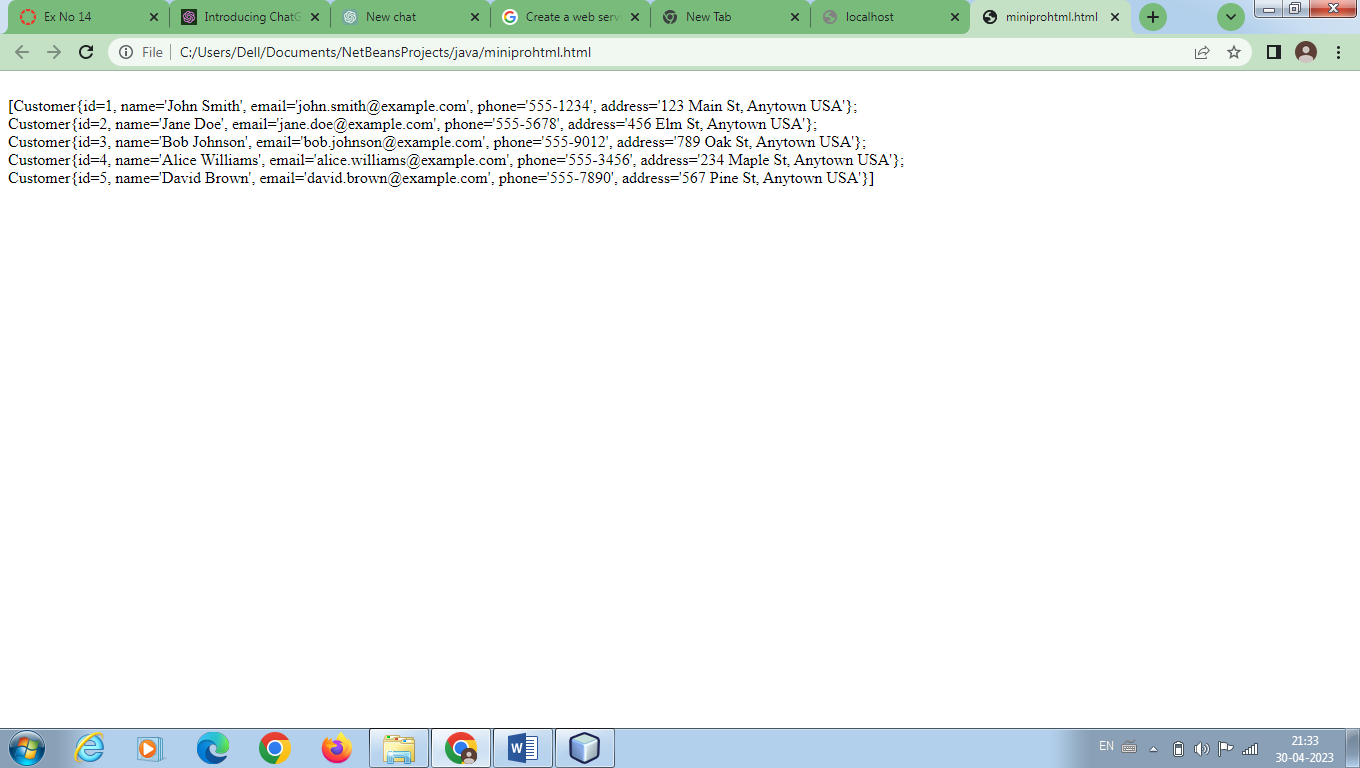 Ex No 14
Introducing ChatG
New chat
Create a web servi
New Tab
localhost
miniprohtml.html
File
C:/Users/Dell/Documents/NetBeansProjects/java/miniprohtml.html
[Customer{id=1, name='John Smith', email='john.smith@example.com', phone='555-1234', address='123 Main St, Anytown USA'};
Customer{id=2, name='Jane Doe', email='jane.doe@example.com', phone='555-5678', address='456 Elm St, Anytown USA'};
Customer{id=3, name='Bob Johnson', email='bob.johnson@example.com', phone='555-9012', address='789 Oak St, Anytown USA'};
Customer{id=4, name='Alice Williams', email='alice.williams@example.com', phone='555-3456', address='234 Maple St, Anytown USA'};
Customer{id=5, name='David Brown', email='david.brown@example.com', phone='555-7890', address='567 Pine St, Anytown USA'}]
EN
21:33
30-04-2023